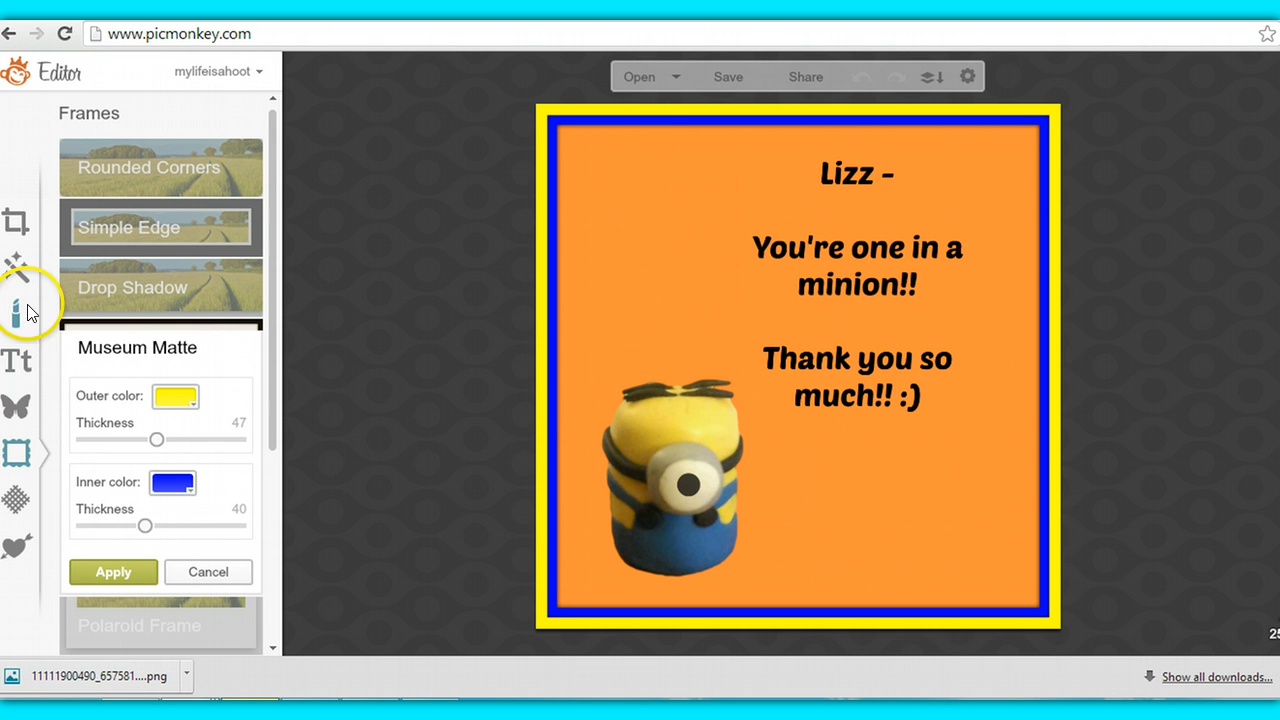 www.picmonkey.com
Editor
mylifeisahoot
Open
Save
Share
Frames
Rounded Corners
Simple Edge
Drop Shadow
Museum Matte
Outer color:
Thickness 47
Inner color:
Thickness 40
Apply
Cancel
Polaroid Frame
Tt
Lizz -
You're one in a
minion!!
Thank you so
much!! :)
25
11111900490_657581....png
Show all downloads...